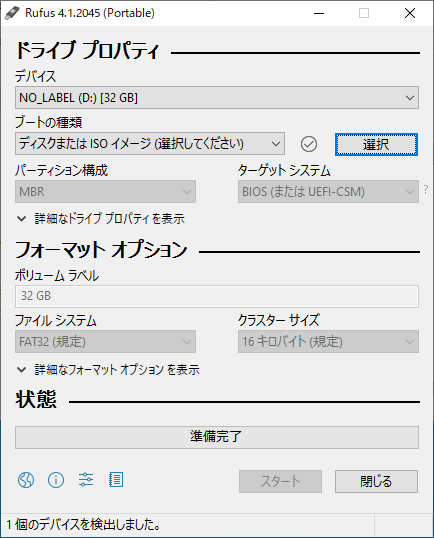 Rufus 4.1.2045 (Portable)
ドライブ プロパティ
デバイス
NO_LABEL (D:) [32 GB]
ブートの種類
ディスクまたは ISO イメージ (選択してください)
選択
パーティション構成
ターゲット システム
MBR
BIOS (または UEFI-CSM)
?
詳細なドライブ プロパティを表示
フォーマット オプション
ボリューム ラベル
32 GB
ファイル システム
クラスター サイズ
FAT32 (規定)
16 キロバイト (規定)
詳細なフォーマット オプションを表示
状態
準備完了
スタート
閉じる
1 個のデバイスを検出しました。